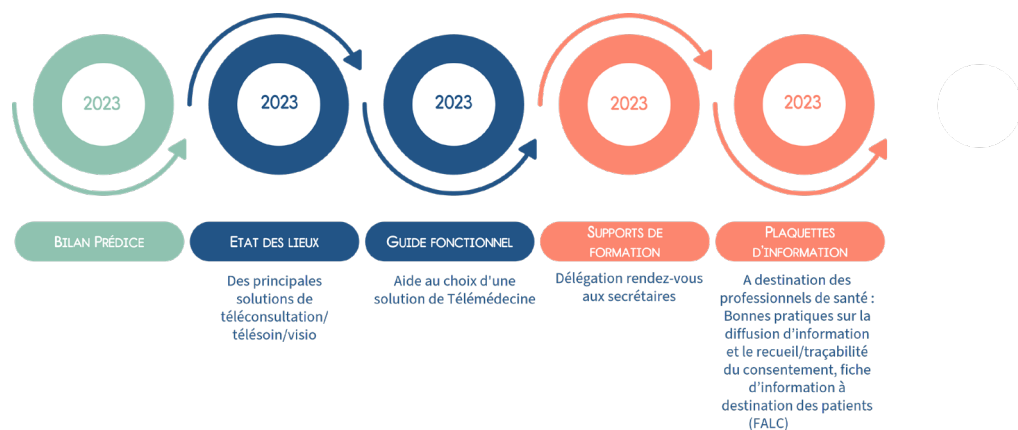 2023
2023
2023
2023
2023
BILAN PRÉDICE
ETAT DES LIEUX
Des principales
solutions de
téléconsultation/
télésoin/visio
GUIDE FONCTIONNEL
Aide au choix d'une
solution de Télémédecine
SUPPORTS DE
FORMATION
Délégation rendez-vous
aux secrétaires
PLAQUETTES
D'INFORMATION
A destination des
professionnels de santé :
Bonnes pratiques sur la
diffusion d'information
et le recueil/traçabilité
du consentement, fiche
d'information à
destination des patients
(FALC)